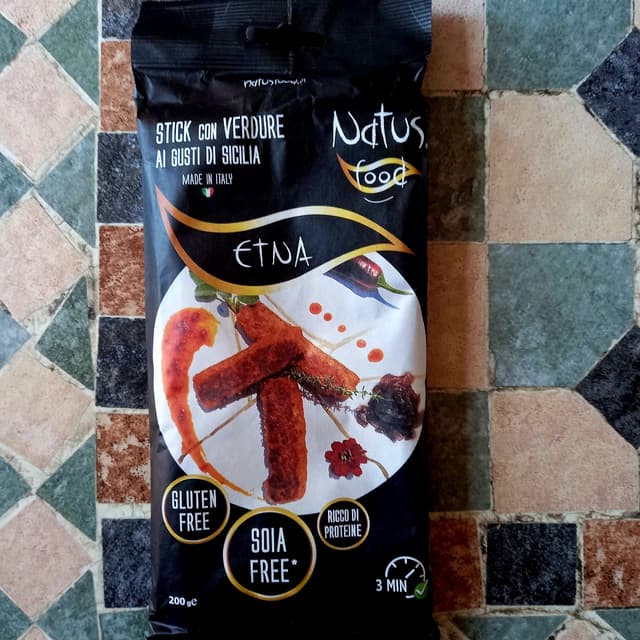 STICK CON VERDURE
AI GUSTI DI SICILIA
MADE IN ITALY
Natus
food
ETNA
GLUTEN
FREE
SOIA
FREE*
RICCO DI
PROTEINE
3 MIN
200 g℮